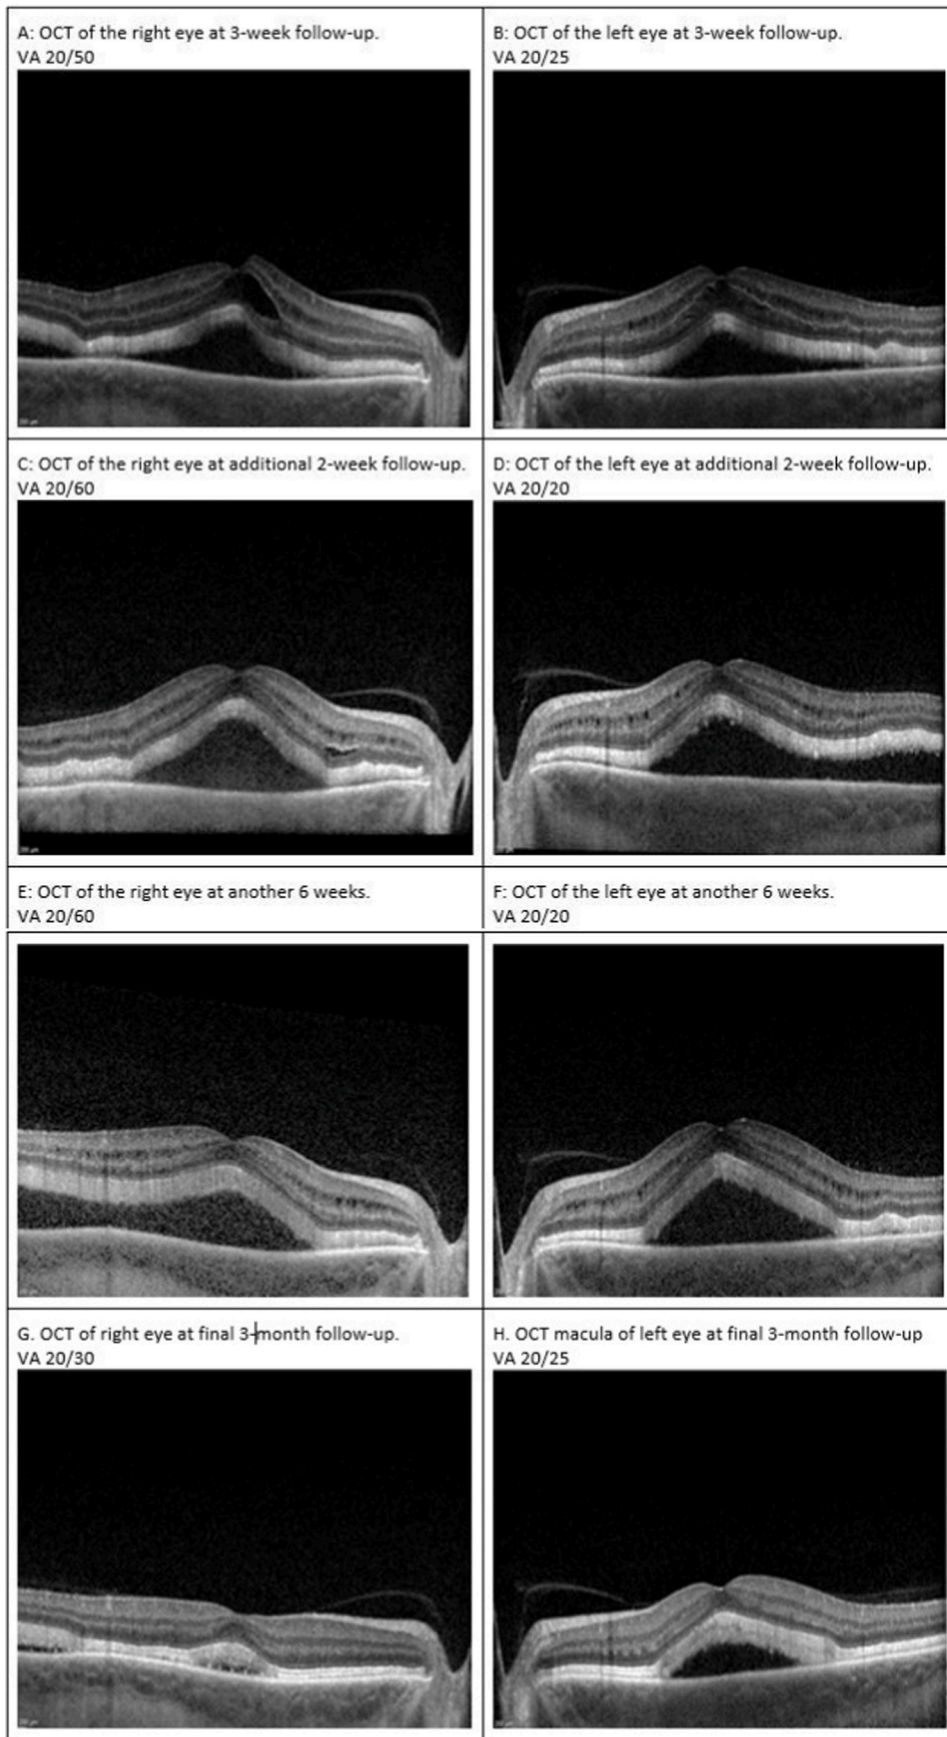 A: OCT of the right eye at 3-week follow-up.
VA 20/50
B: OCT of the left eye at 3-week follow-up.
VA 20/25
C: OCT of the right eye at additional 2-week follow-up.
VA 20/60
D: OCT of the left eye at additional 2-week follow-up.
VA 20/20
E: OCT of the right eye at another 6 weeks.
VA 20/60
F: OCT of the left eye at another 6 weeks.
VA 20/20
G. OCT of right eye at final 3-month follow-up.
VA 20/30
H. OCT macula of left eye at final 3-month follow-up
VA 20/25